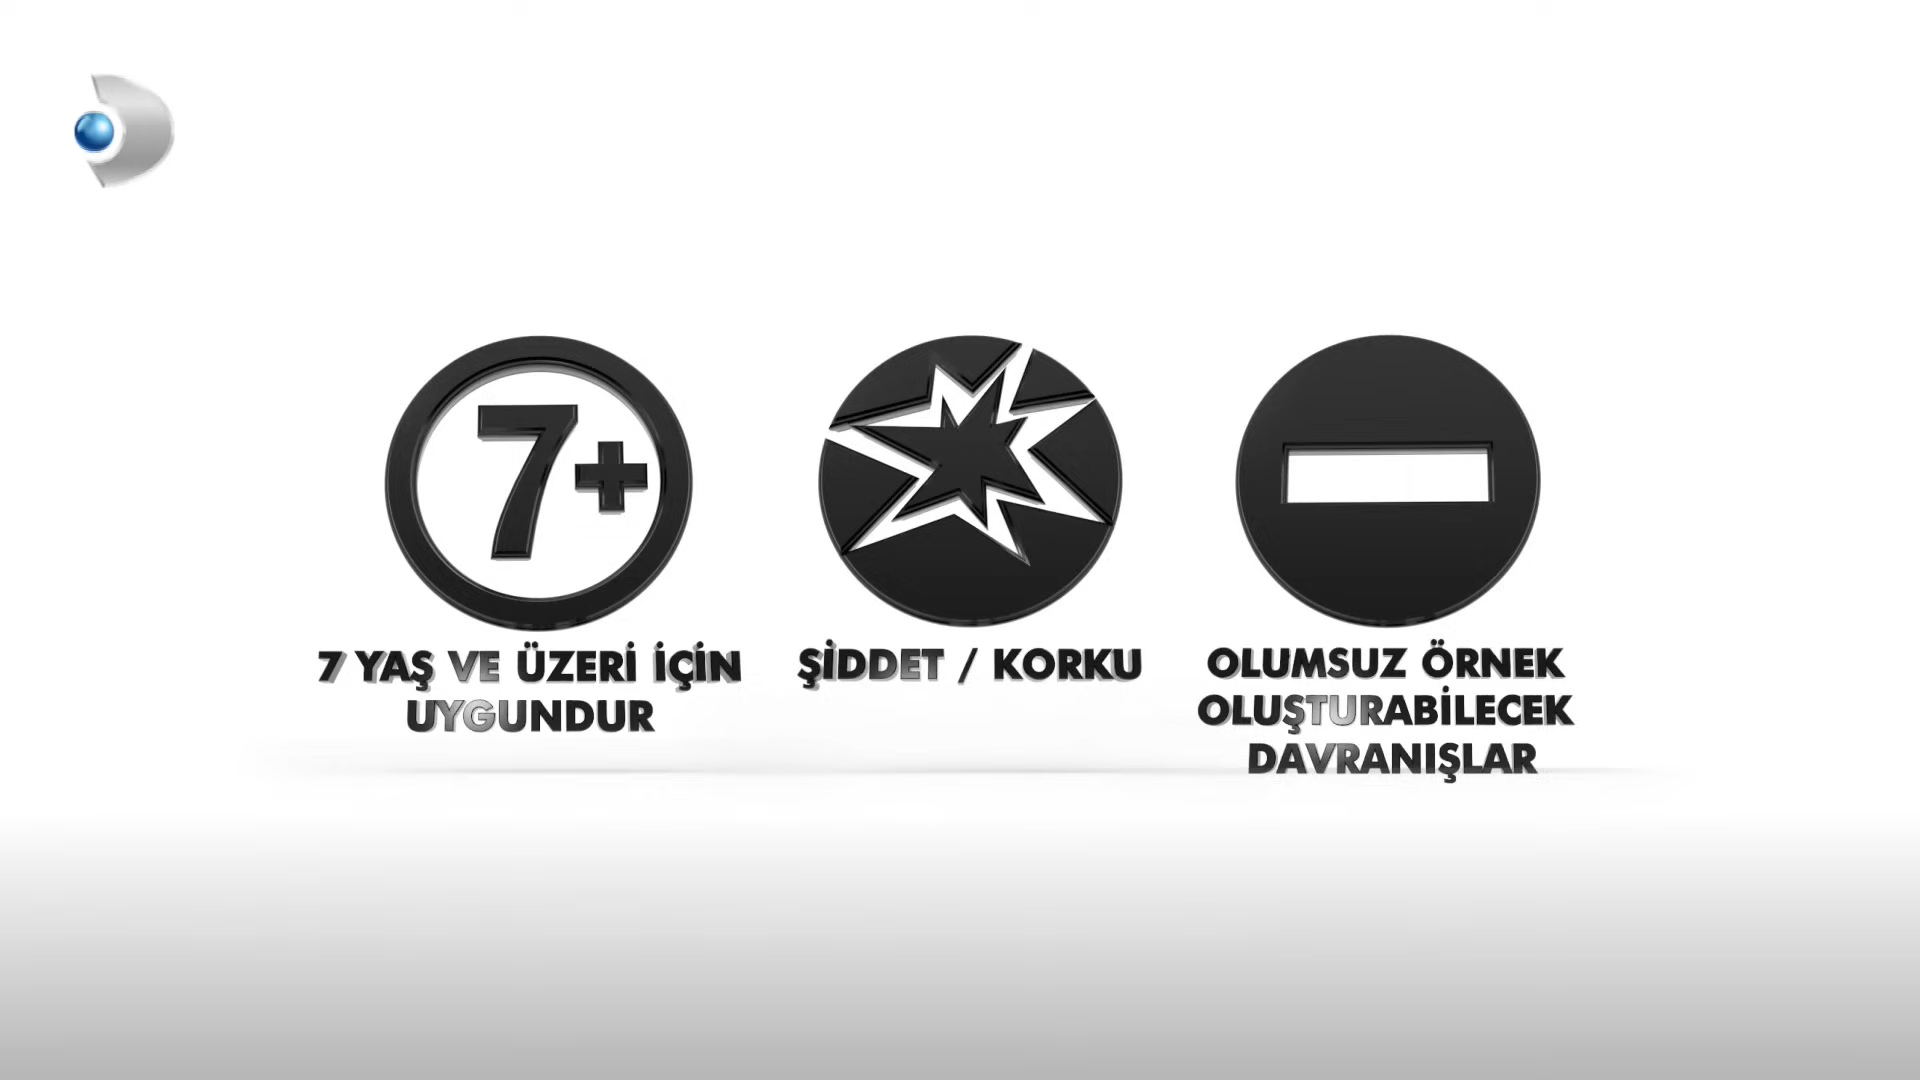 7+
7 YAŞ VE ÜZERİ İÇİN
UYGUNDUR
ŞİDDET / KORKU
OLUMSUZ ÖRNEK
OLUŞTURABİLECEK
DAVRANIŞLAR